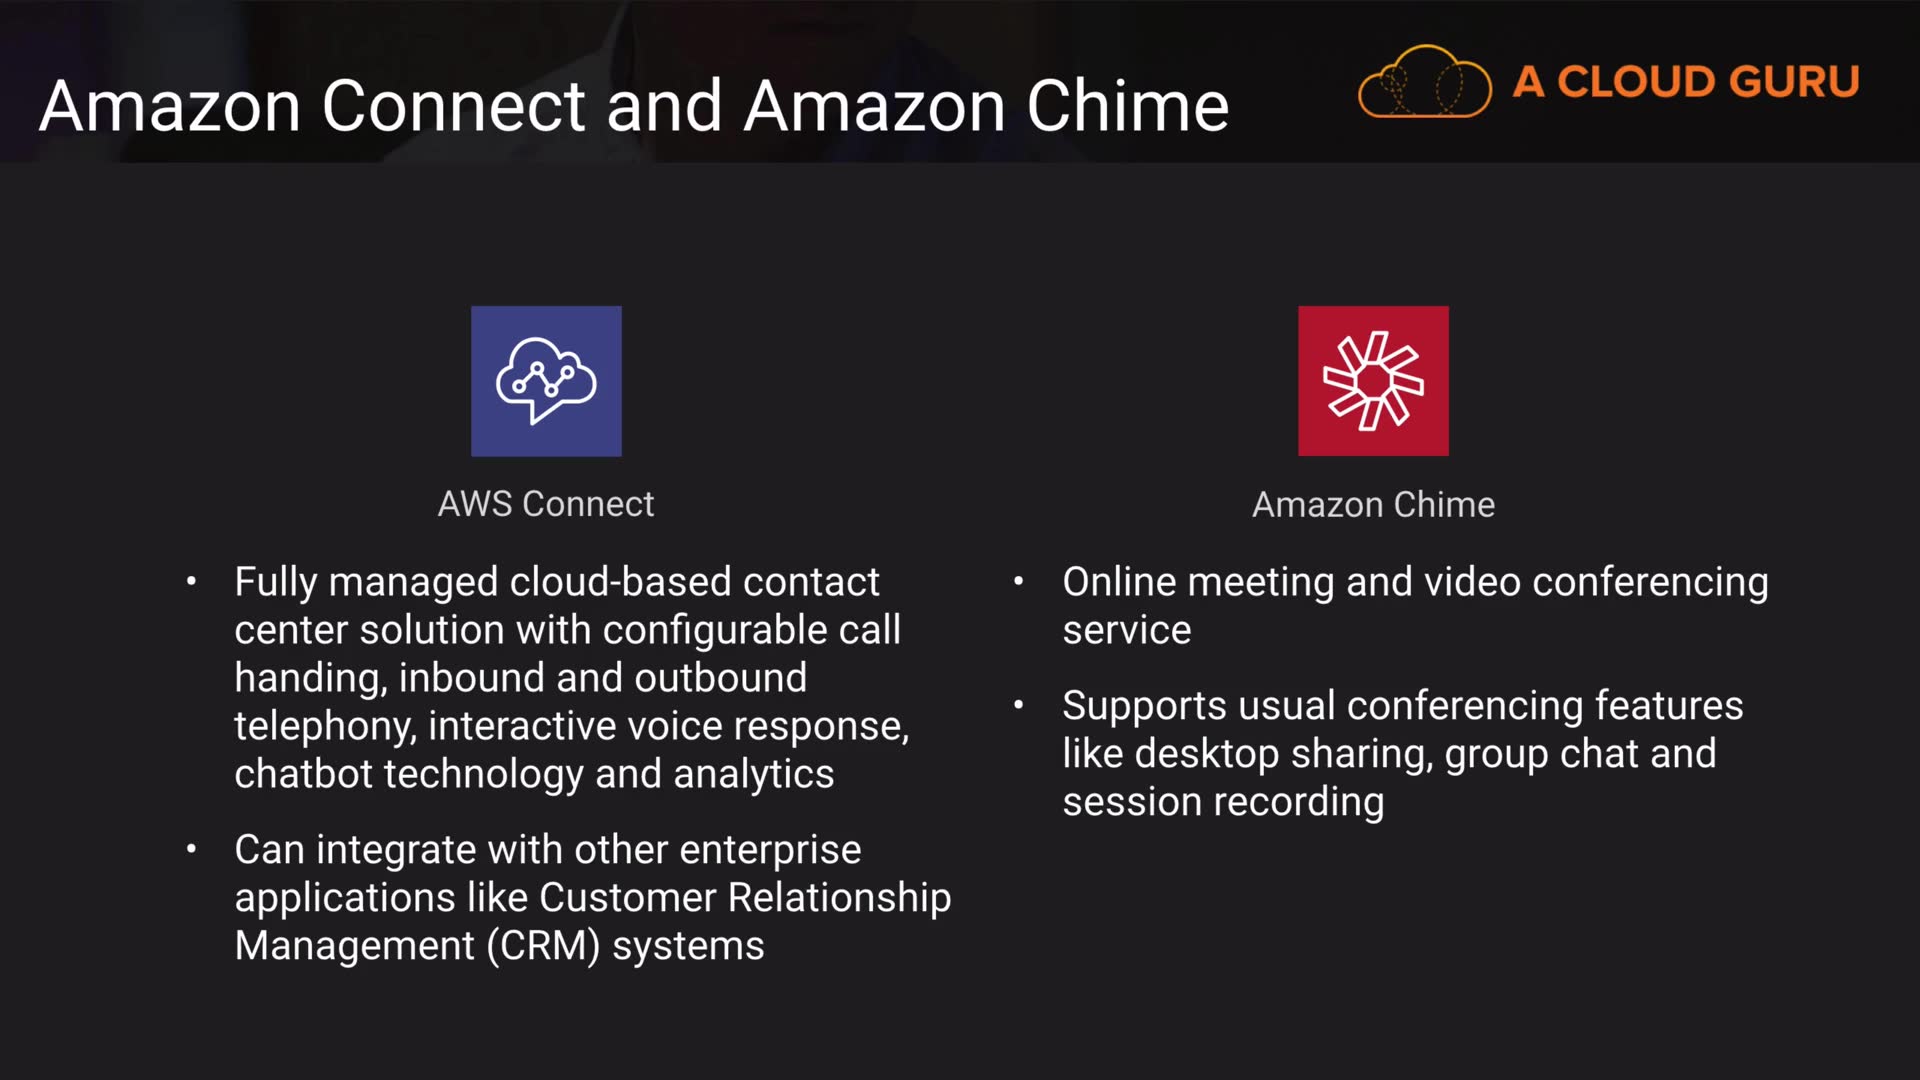 Amazon Connect and Amazon Chime
A CLOUD GURU
AWS Connect
• Fully managed cloud-based contact
center solution with configurable call
handing, inbound and outbound
telephony, interactive voice response,
chatbot technology and analytics
• Can integrate with other enterprise
applications like Customer Relationship
Management (CRM) systems
Amazon Chime
• Online meeting and video conferencing
service
• Supports usual conferencing features
like desktop sharing, group chat and
session recording